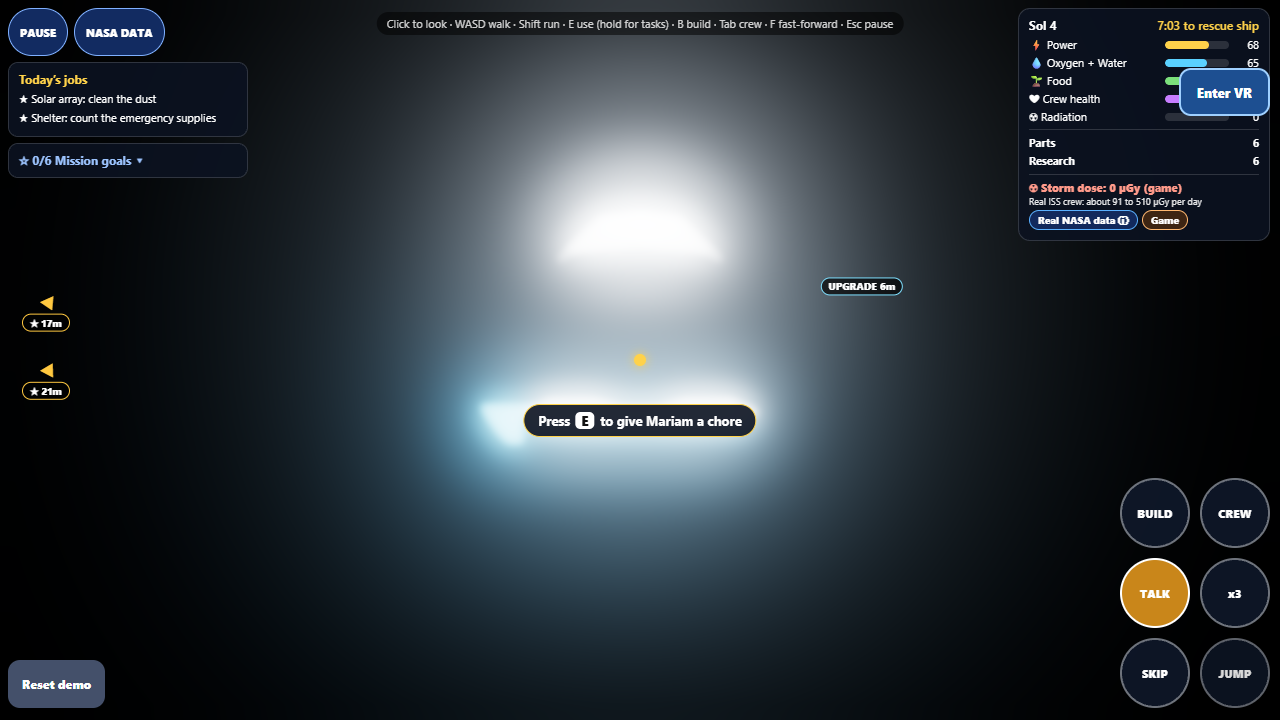 PAUSE
NASA DATA
Click to look · WASD walk · Shift run · E use (hold for tasks) · B build · Tab crew · F fast-forward · Esc pause
Today's jobs
★ Solar array: clean the dust
★ Shelter: count the emergency supplies
☆ 0/6 Mission goals ▾
Sol 4
7:03 to rescue ship
Power
68
Oxygen + Water
65
Food
Crew health
Radiation
0
Enter VR
Parts
6
Research
6
☢ Storm dose: 0 μGy (game)
Real ISS crew: about 91 to 510 μGy per day
Real NASA data
Game
UPGRADE 6m
★ 17m
★ 21m
Press E to give Mariam a chore
BUILD
CREW
TALK
x3
SKIP
JUMP
Reset demo